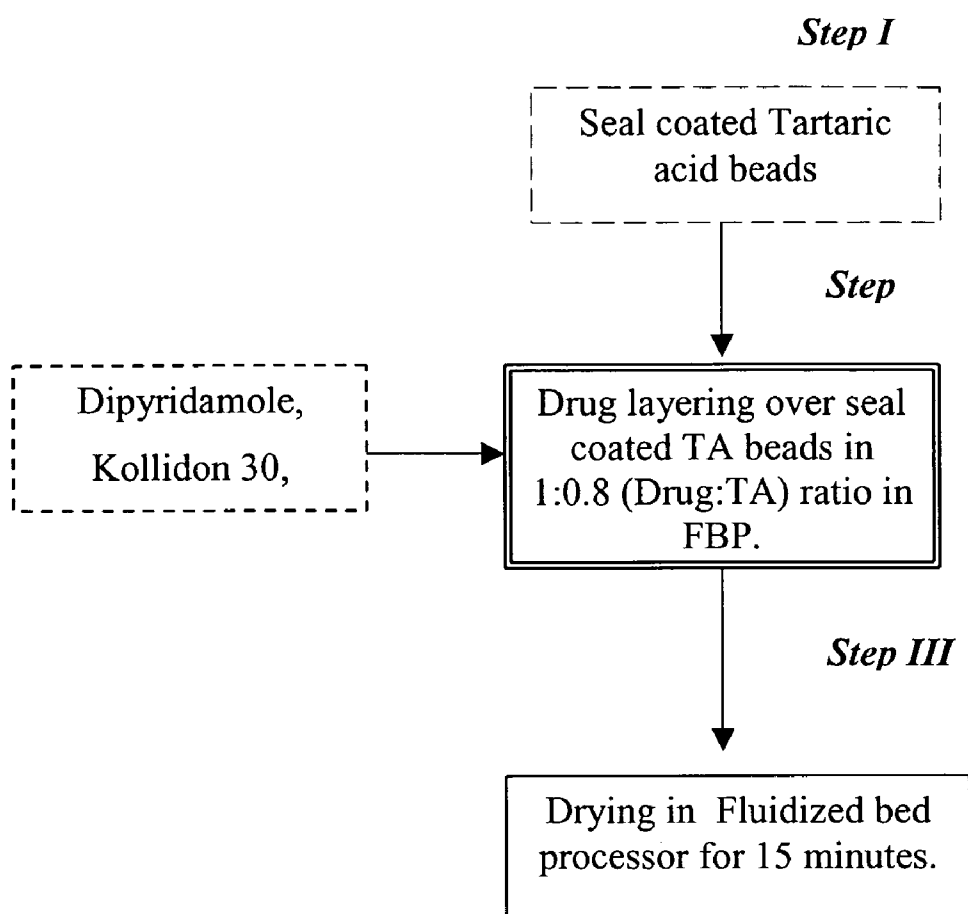 Step I
Seal coated Tartaric
acid beads
Step
Dipyridamole,
Kollidon 30,
Drug layering over seal
coated TA beads in
1:0.8 (Drug:TA) ratio in
FBP.
Step III
Drying in Fluidized bed
processor for 15 minutes.